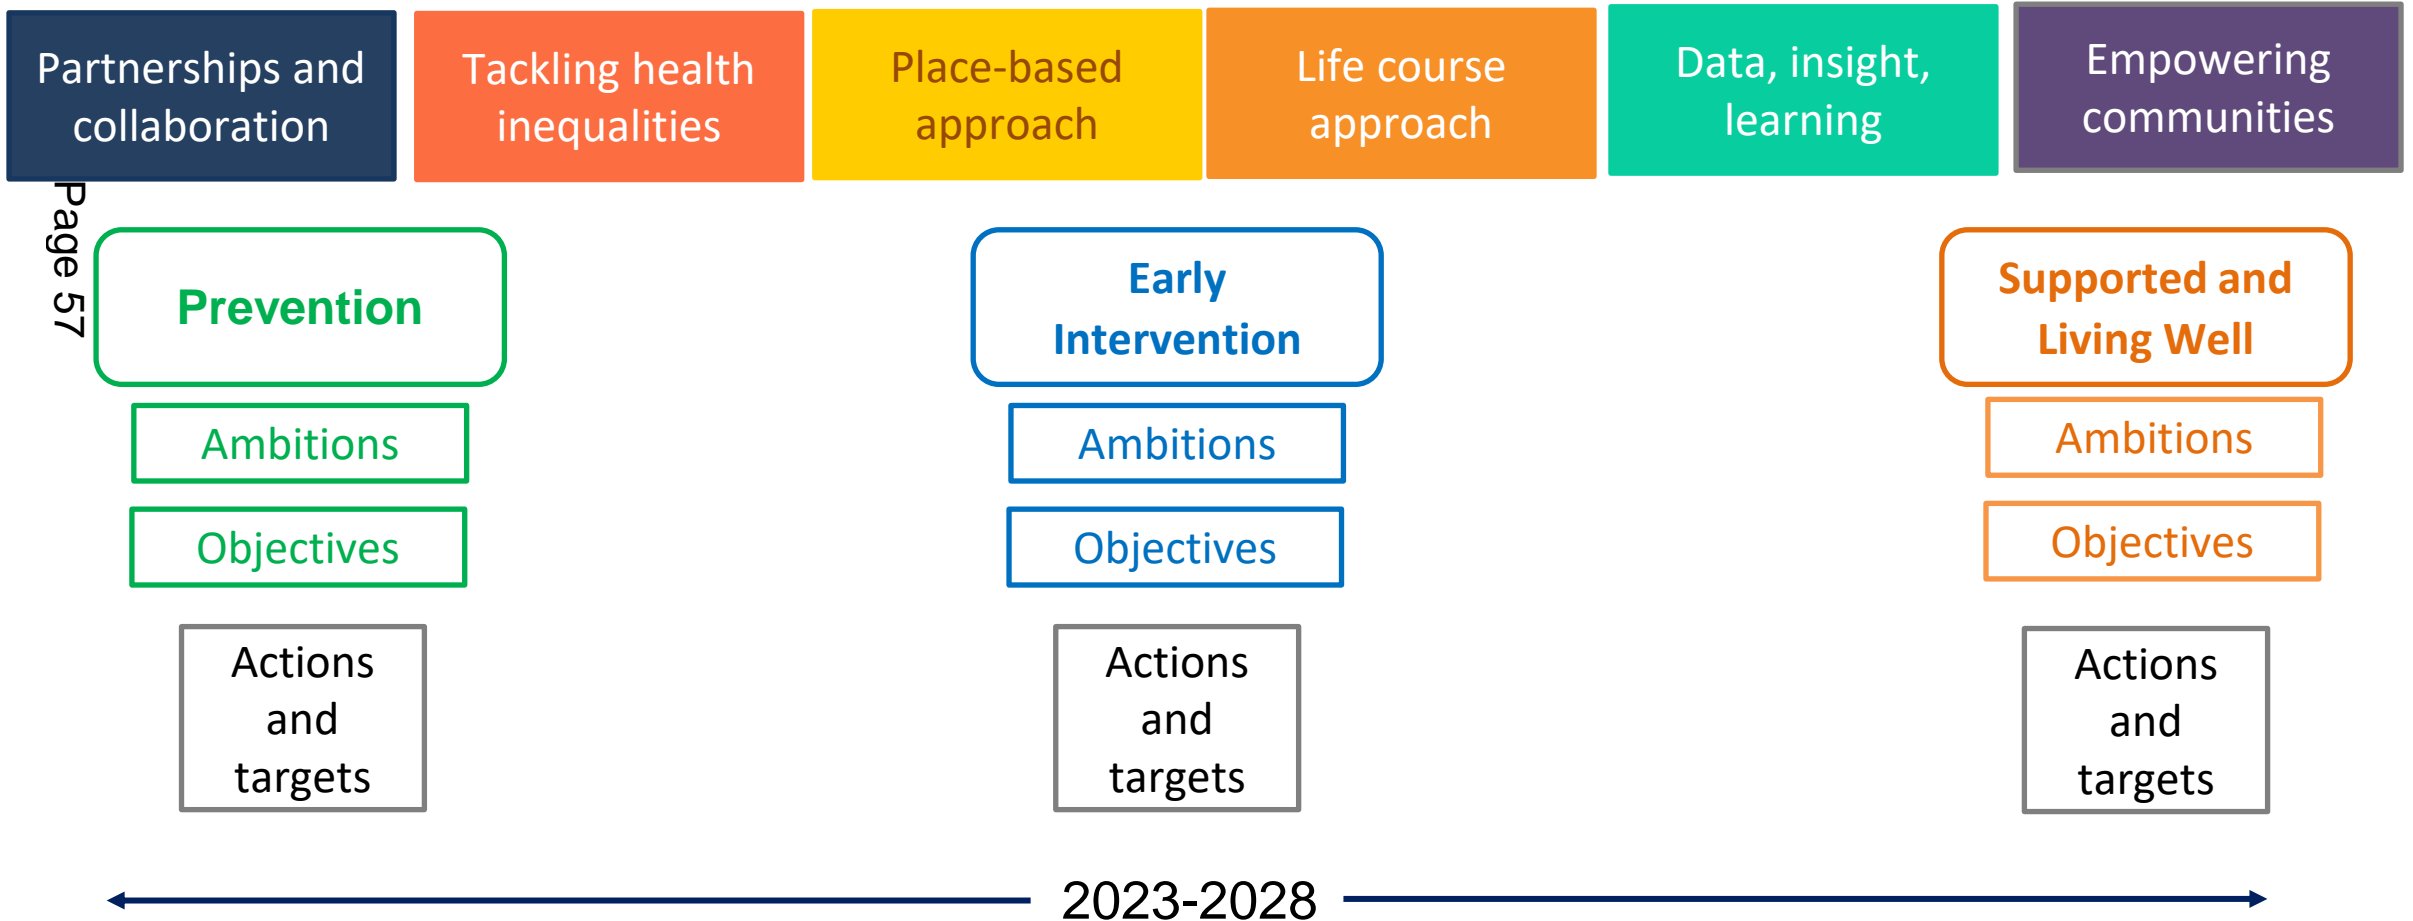 Partnerships and
collaboration
Tackling health
inequalities
Place-based
approach
Life course
approach
Data, insight,
learning
Empowering
communities
Page 57
Prevention
Ambitions
Objectives
Actions
and
targets
Early
Intervention
Ambitions
Objectives
Actions
and
targets
Supported and
Living Well
Ambitions
Objectives
Actions
and
targets
2023-2028